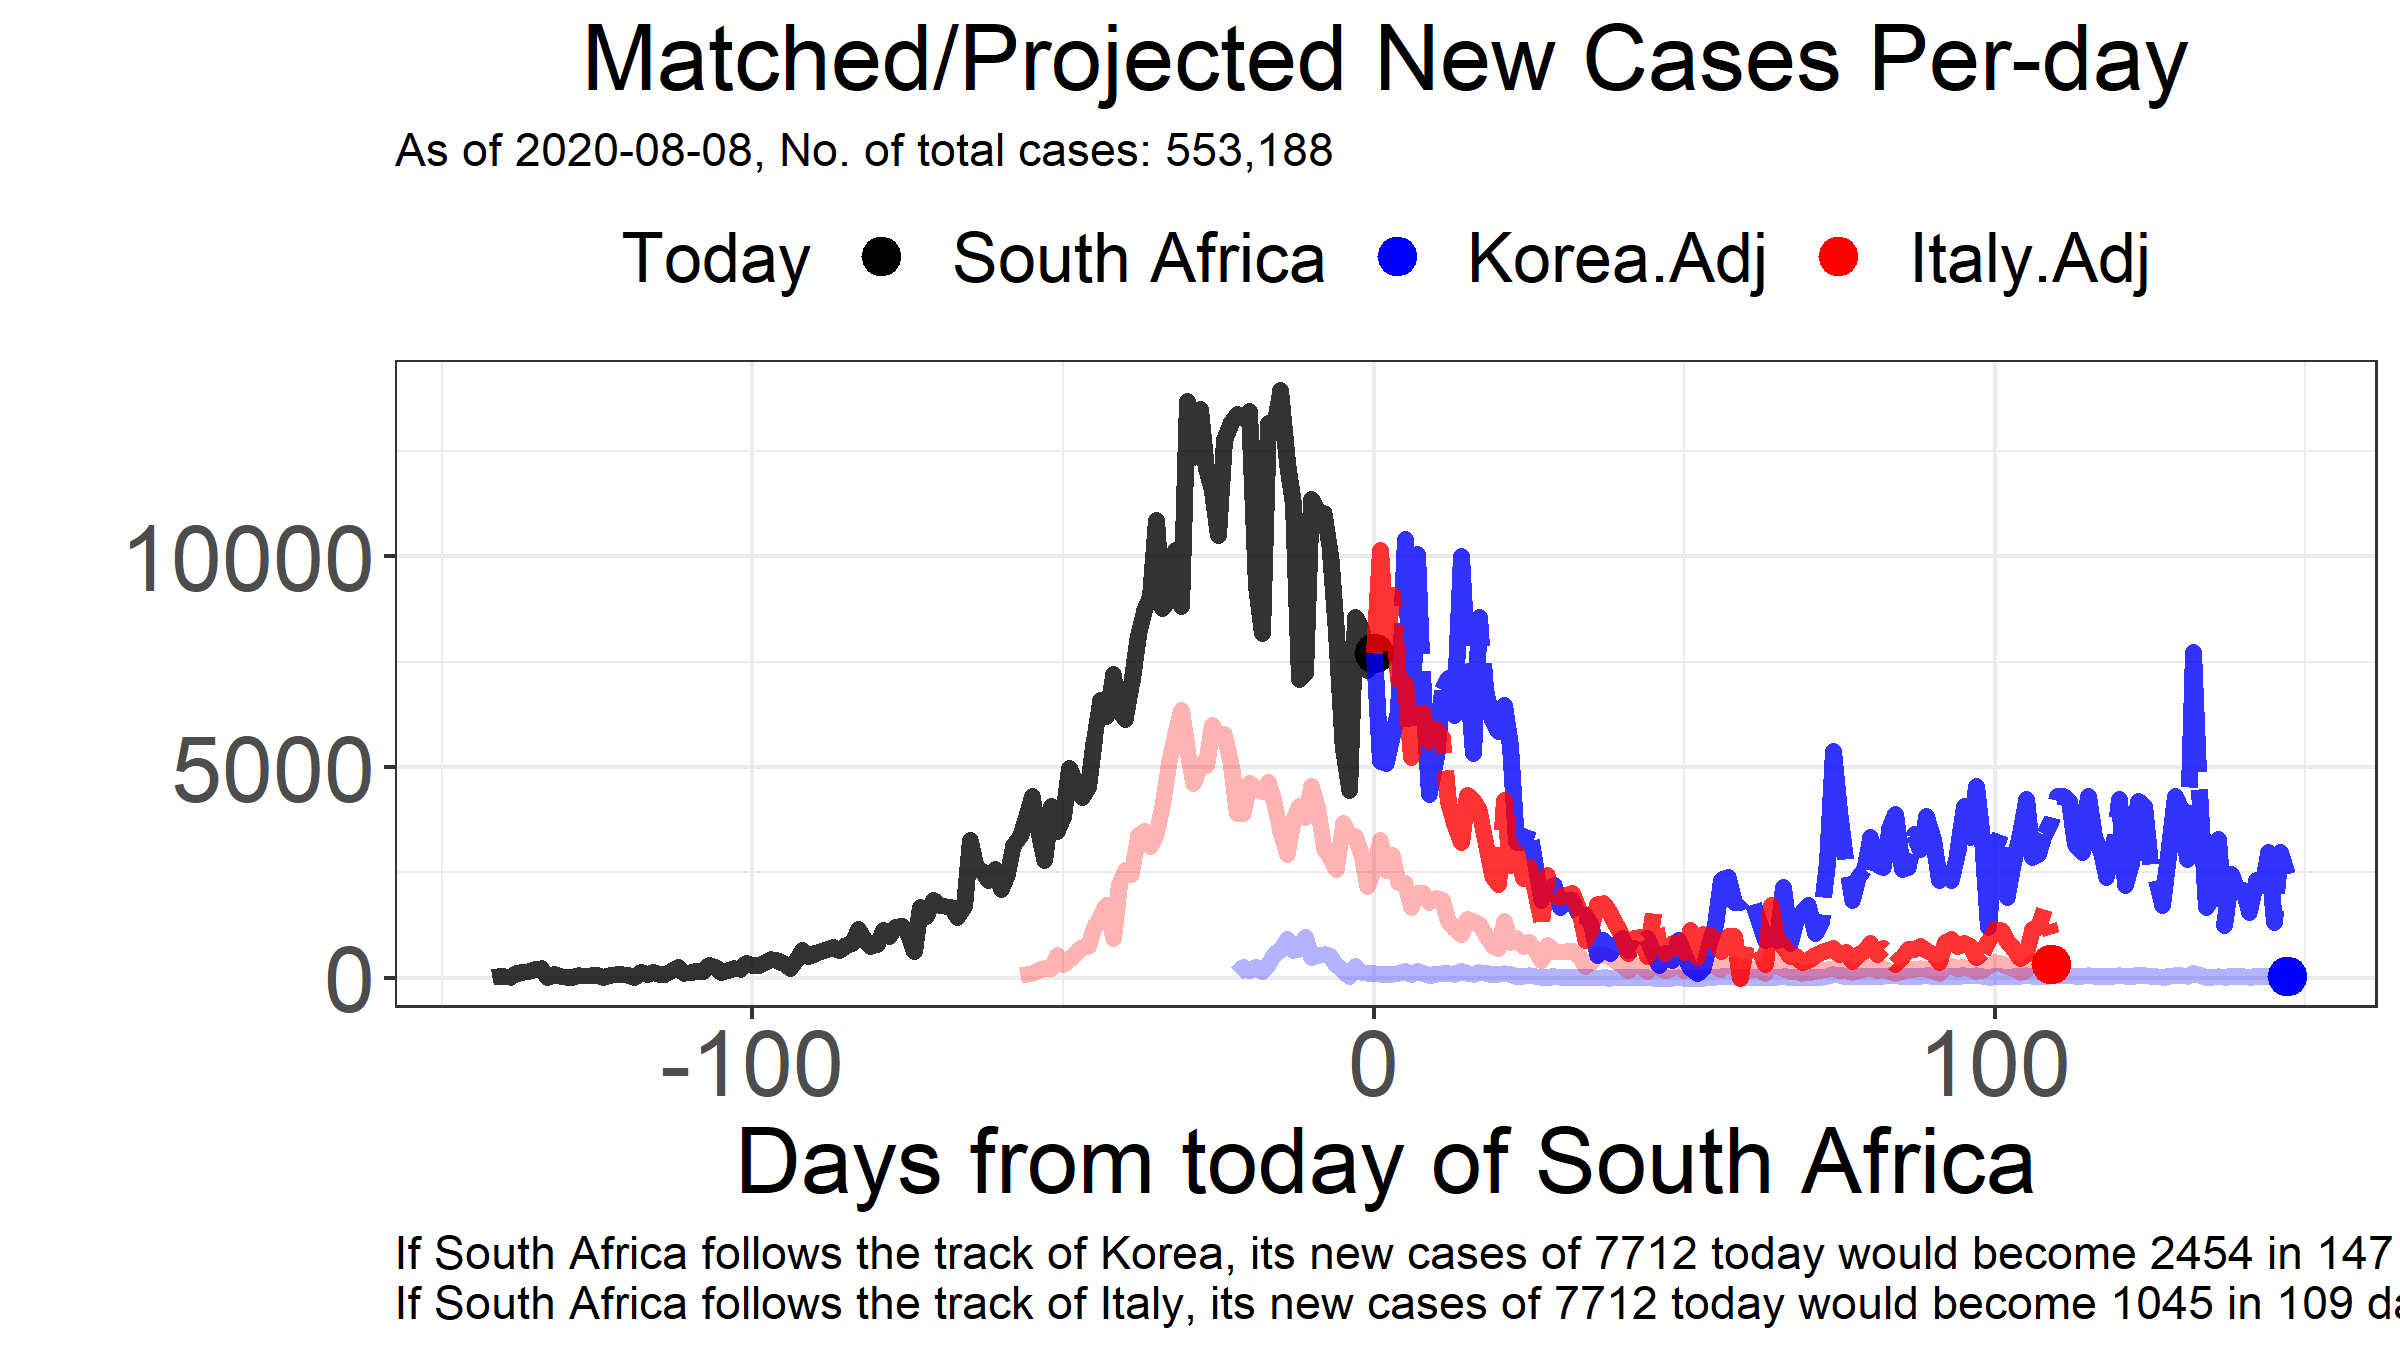 Matched/Projected New Cases Per-day
As of 2020-08-08, No. of total cases: 553,188
Today South Africa Korea.Adj Italy.Adj
10000
5000
0
-100 0 100
Days from today of South Africa
If South Africa follows the track of Korea, its new cases of 7712 today would become 2454 in 147
If South Africa follows the track of Italy, its new cases of 7712 today would become 1045 in 109